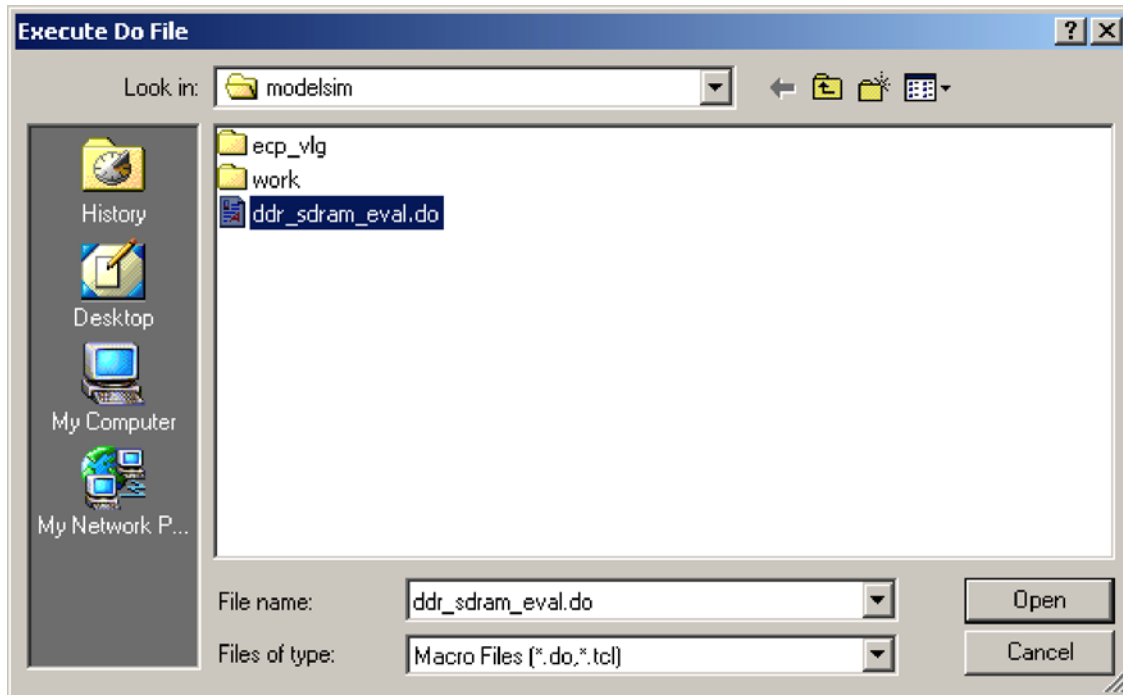 Execute Do File
Look in: modelsim
ecp_vlg
work
ddr_sdram_eval.do
History
Desktop
My Computer
My Network P...
File name: ddr_sdram_eval.do Open
Files of type: Macro Files (*.do,*.tcl) Cancel